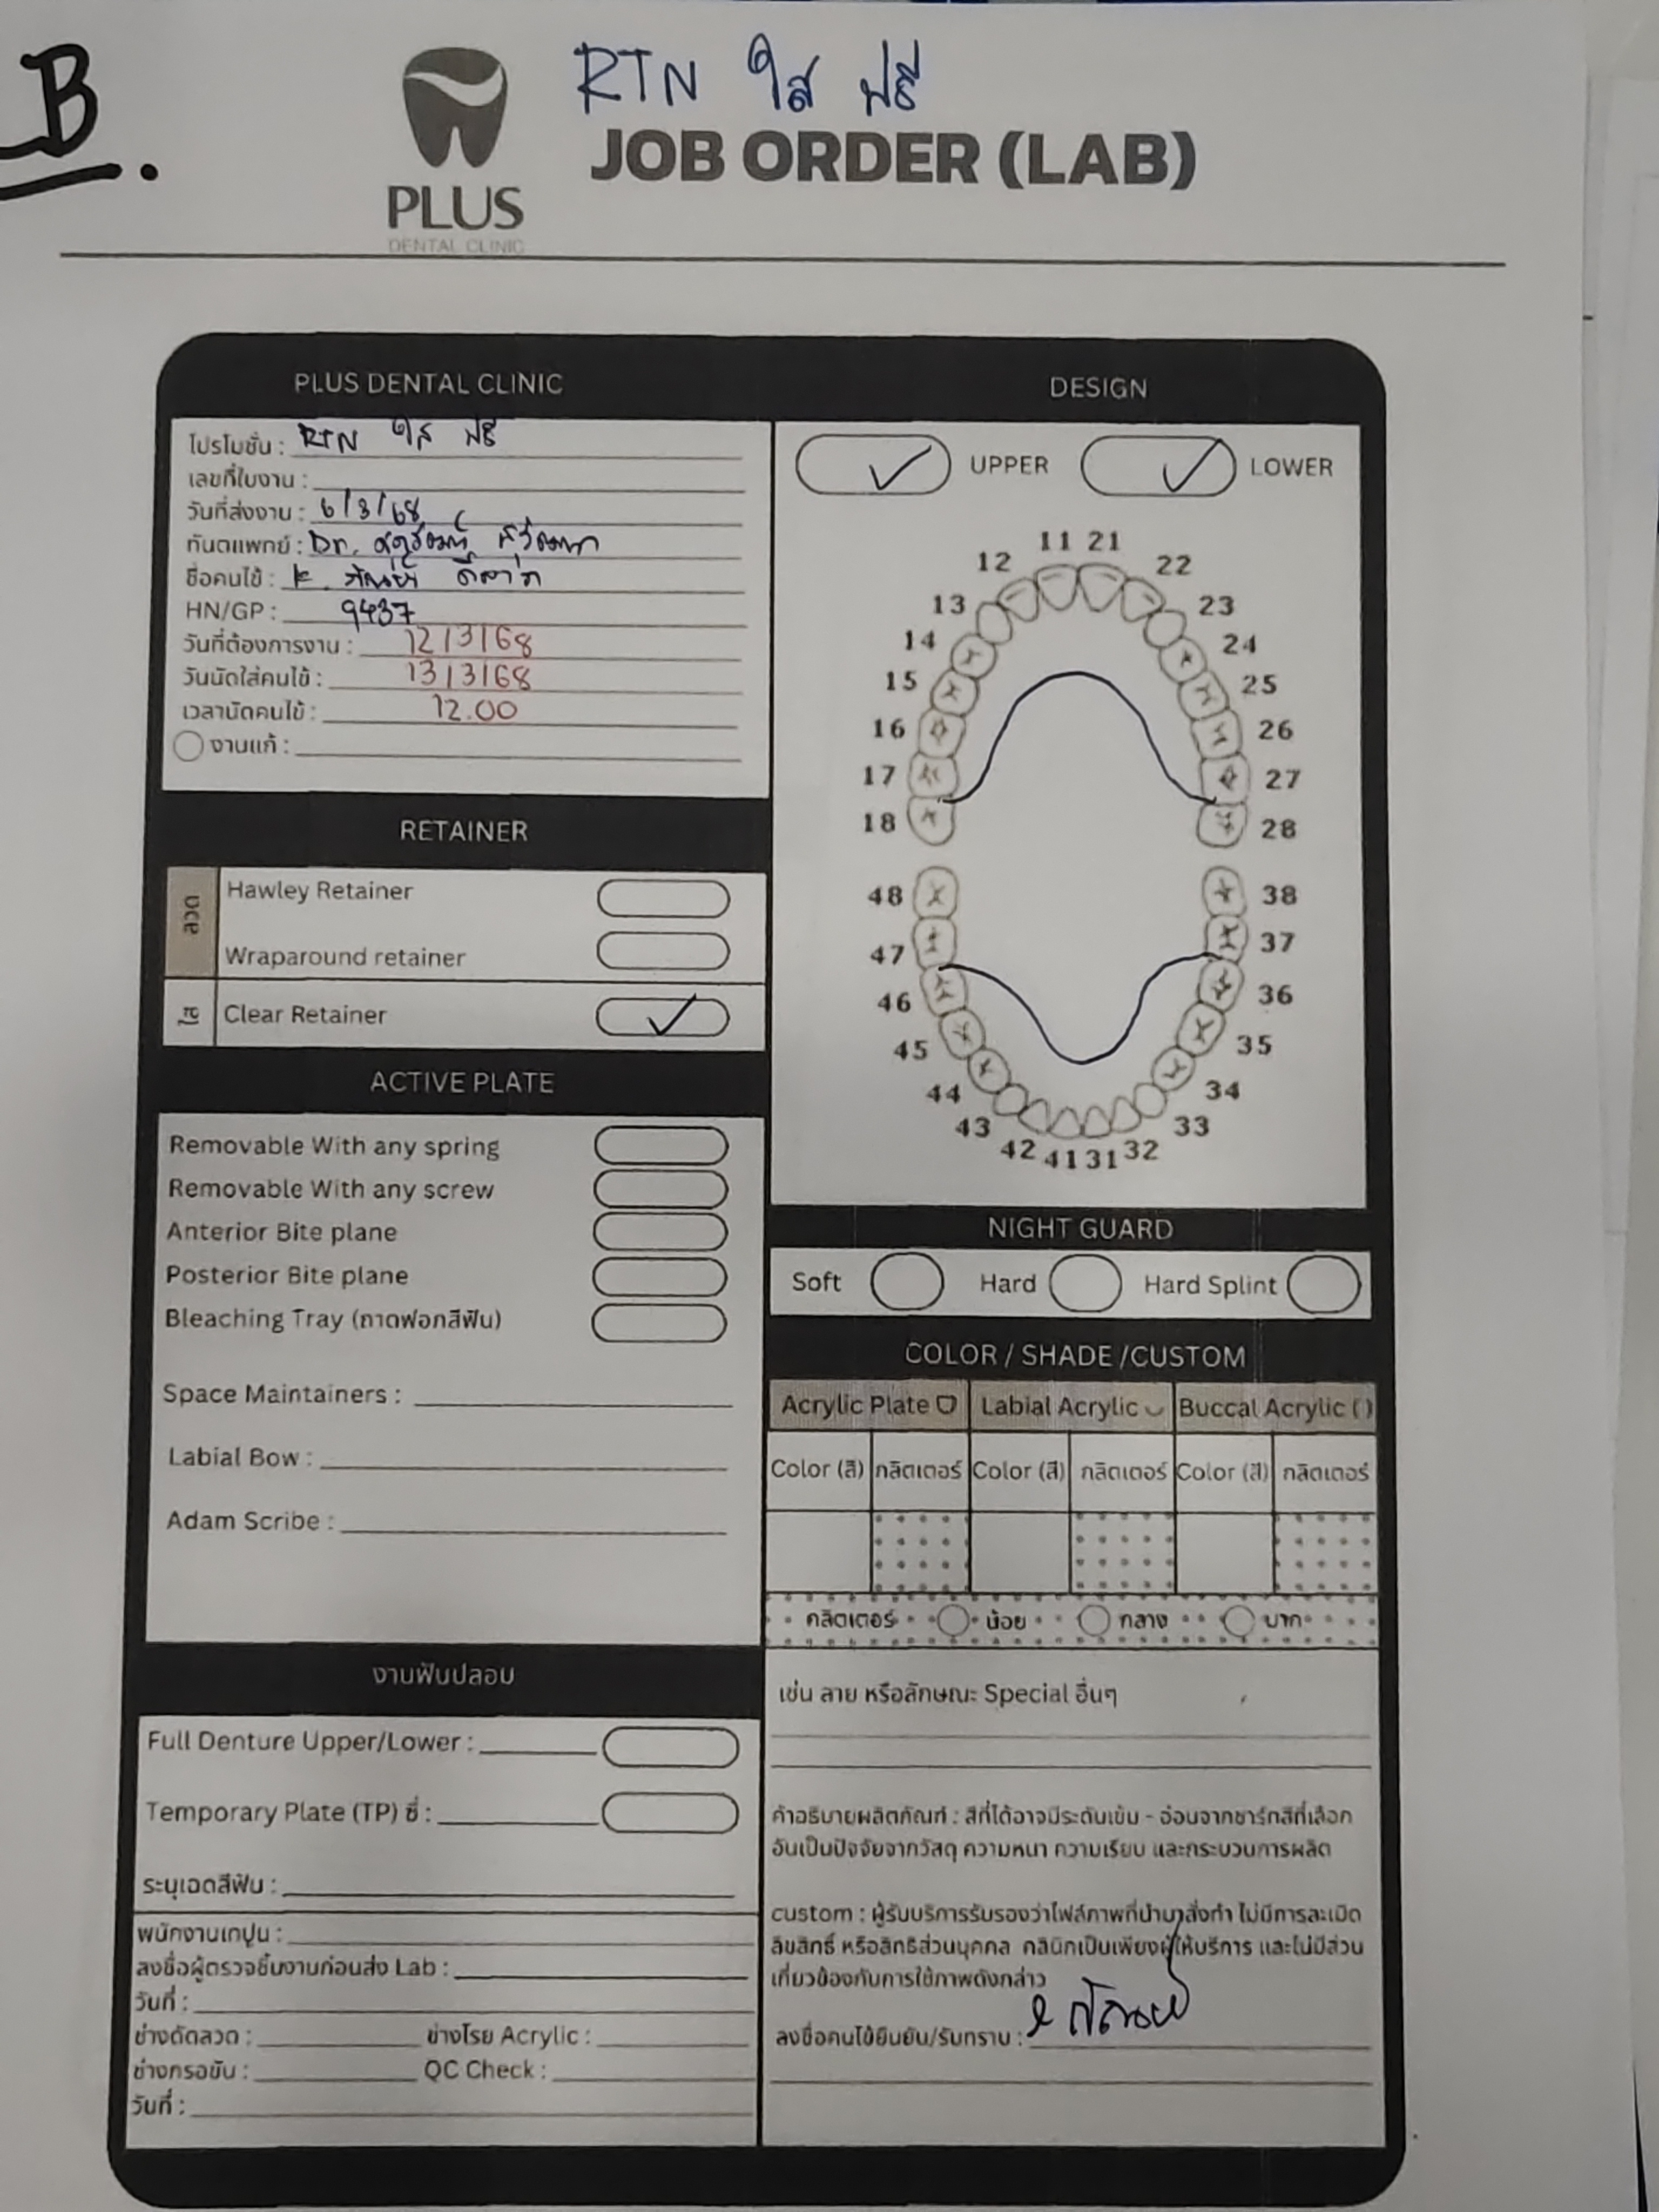 B.
RTN ใส ฟรี
JOB ORDER (LAB)
PLUS
DENTAL CLINIC
PLUS DENTAL CLINIC
โปรโมชั่น : RTN ใส ฟรี
เลขที่ใบงาน :
วันที่ส่งงาน : 6/3/68
ทันตแพทย์ : Dr.
ชื่อคนไข้ : K.
HN/GP : 9437
วันที่ต้องการงาน : 12/3/68
วันนัดใส่คนไข้ : 13/3/68
เวลานัดคนไข้ : 12.00
งานแก้ :
RETAINER
ลวด
Hawley Retainer
Wraparound retainer
ใส
Clear Retainer
ACTIVE PLATE
Removable With any spring
Removable With any screw
Anterior Bite plane
Posterior Bite plane
Bleaching Tray (ถาดฟอกสีฟัน)
Space Maintainers :
Labial Bow :
Adam Scribe :
งานฟันปลอม
Full Denture Upper/Lower :
Temporary Plate (TP) ซี่ :
ระบุเฉดสีฟัน :
พนักงานเทปูน :
ลงชื่อผู้ตรวจชิ้นงานก่อนส่ง Lab :
วันที่ :
ช่างดัดลวด : ช่างโรย Acrylic :
ช่างกรอขัน : QC Check :
วันที่ :
DESIGN
✓ UPPER ✓ LOWER
11 21
12 22
13 23
14 24
15 25
16 26
17 27
18 28
48 38
47 37
46 36
45 35
44 34
43 33
42 41 31 32
NIGHT GUARD
Soft Hard Hard Splint
COLOR / SHADE /CUSTOM
Acrylic Plate Labial Acrylic Buccal Acrylic ( )
Color (สี) กลิตเตอร์ Color (สี) กลิตเตอร์ Color (สี) กลิตเตอร์
กลิตเตอร์ น้อย กลาง มาก
เช่น ลาย หรือลักษณะ Special อื่นๆ
คำอธิบายผลิตภัณฑ์ : สีที่ได้อาจมีระดับเข้ม - อ่อนจากชาร์ทสีที่เลือก
อันเป็นปัจจัยจากวัสดุ ความหนา ความเรียบ และกระบวนการผลิต
custom : ผู้รับบริการรับรองว่าไฟล์ภาพที่นำมาสั่งทำ ไม่มีการละเมิด
ลิขสิทธิ์ หรือสิทธิส่วนบุคคล คลินิกเป็นเพียงผู้ให้บริการ และไม่มีส่วน
เกี่ยวข้องกับการใช้ภาพดังกล่าว
ลงชื่อคนไข้ยืนยัน/รับทราบ :